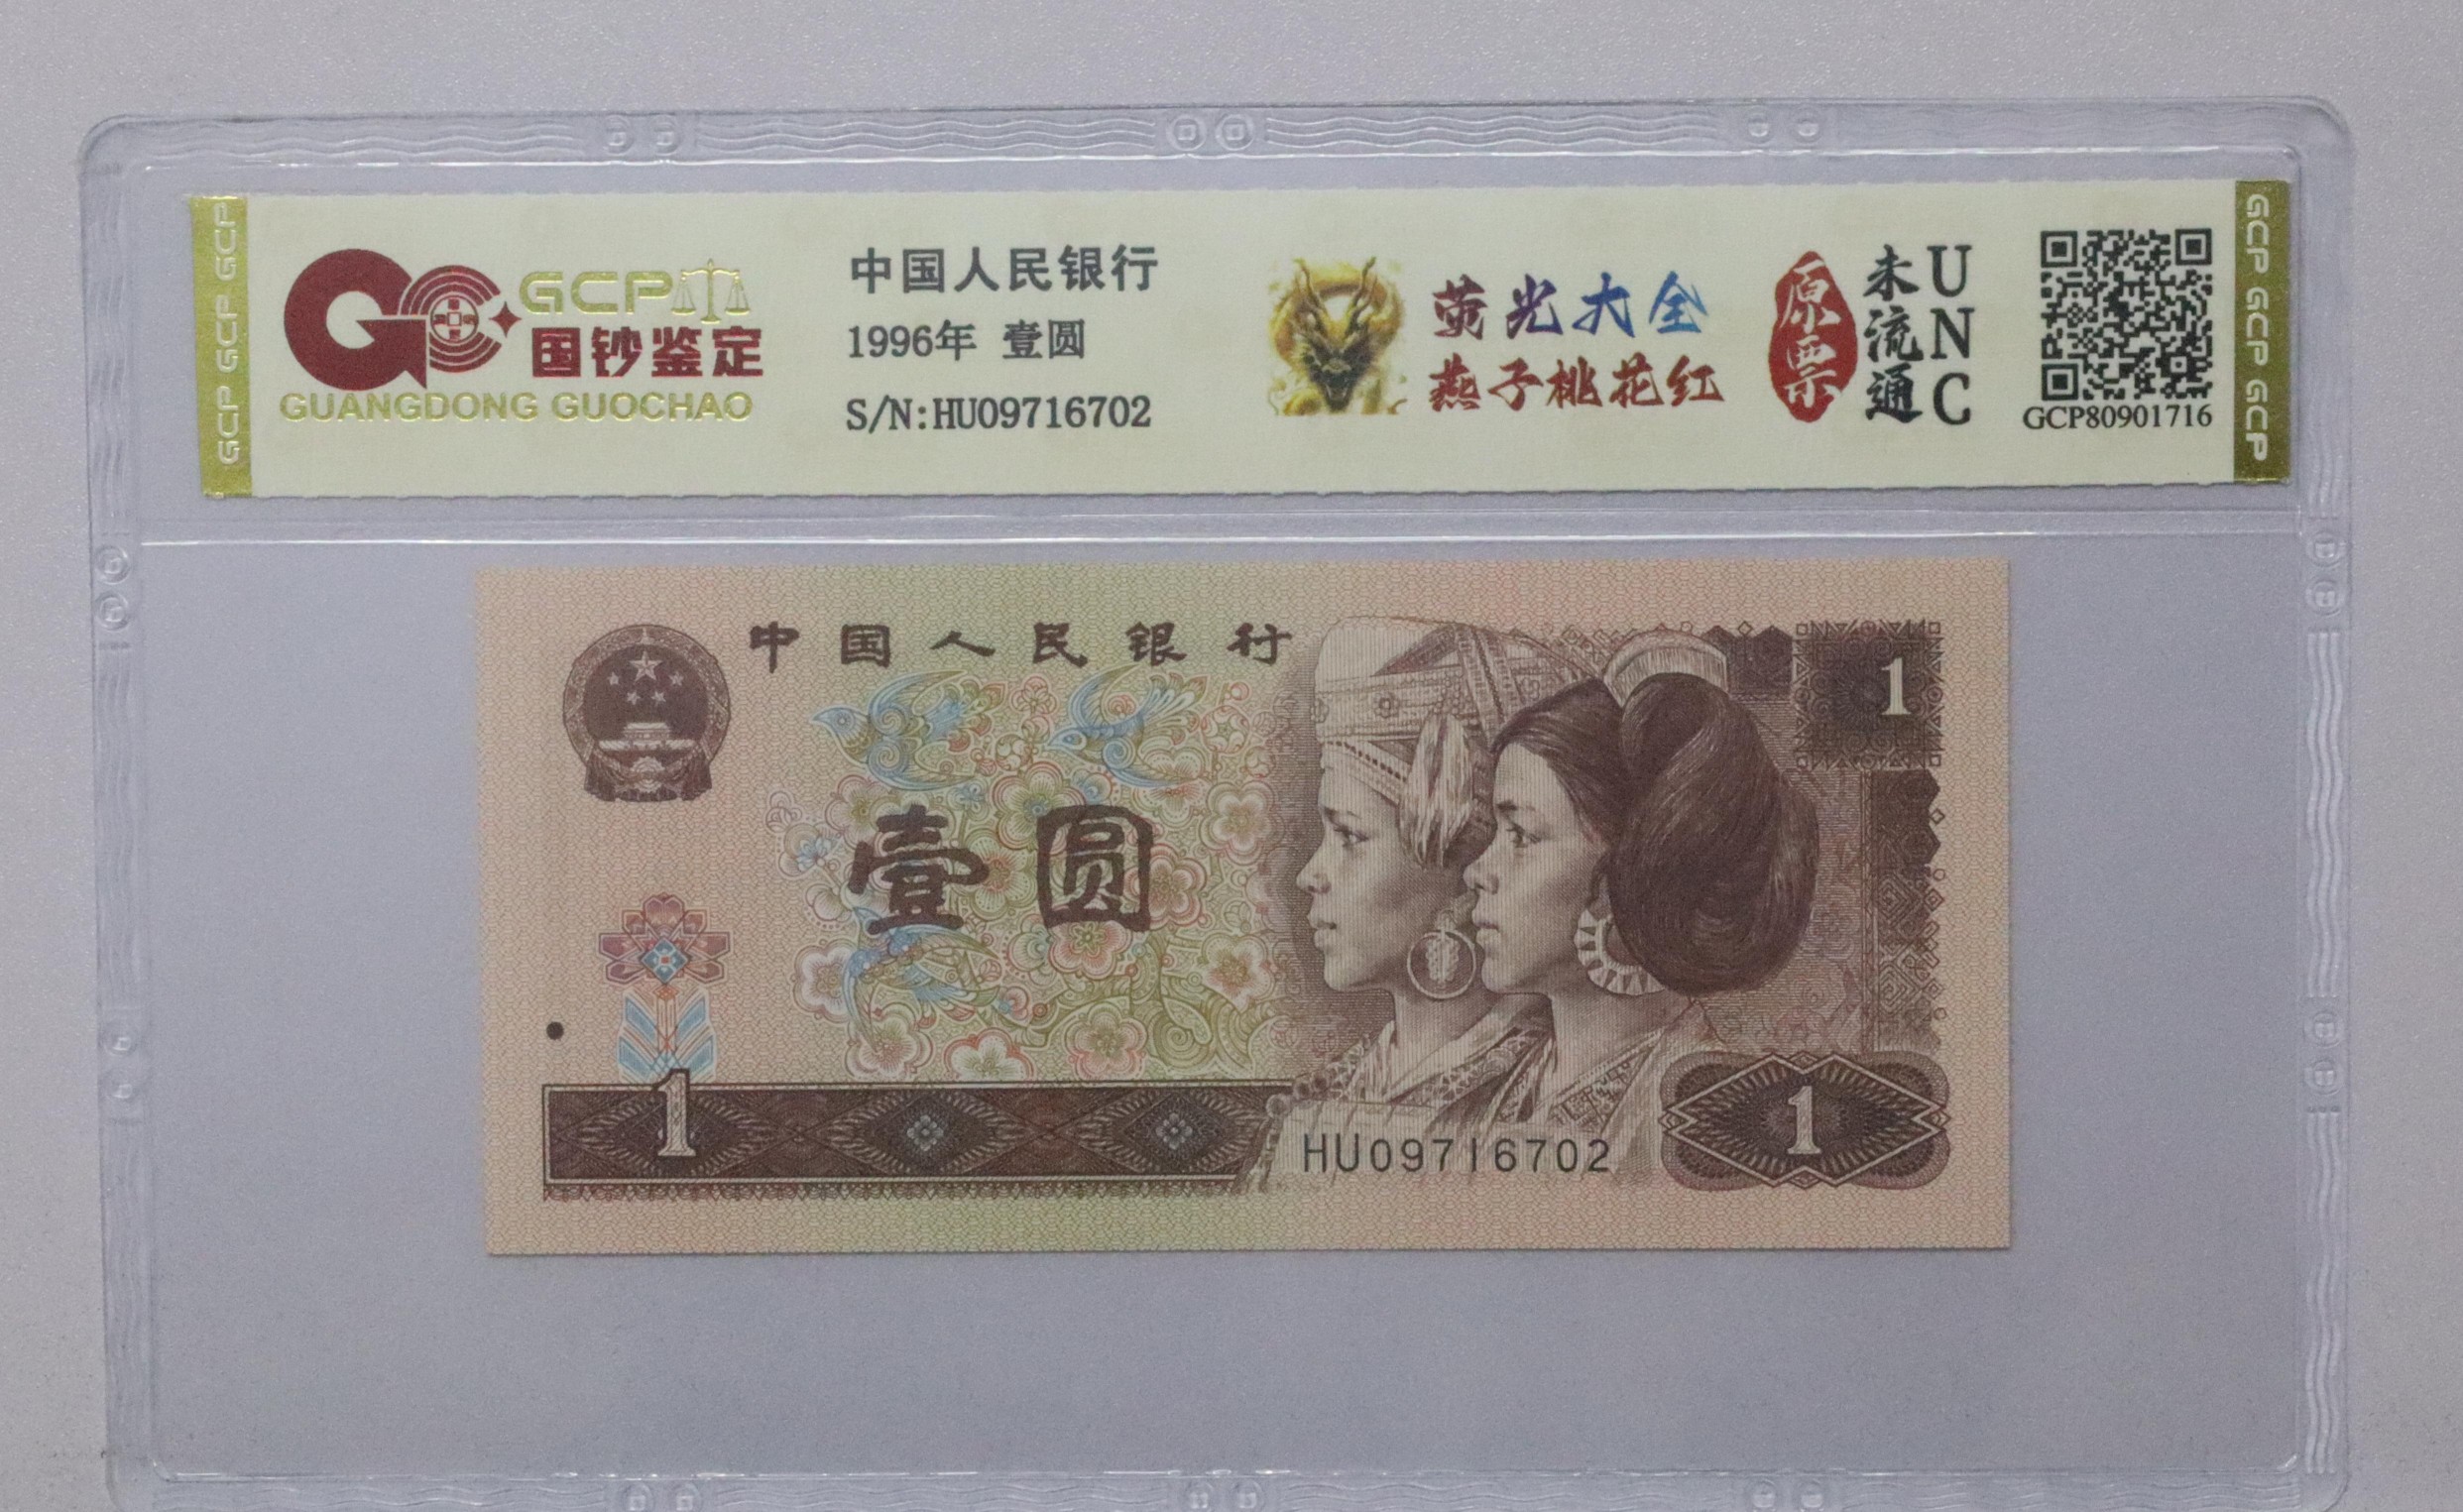 GCP GCP GCP
GCP
国钞鉴定
GUANGDONG GUOCHAO
中国人民银行
1996年 壹圆
S/N:HU09716702
荧光大全
燕子桃花红
原票
未流通
UNC
GCP80901716
GCP GCP GCP
中国人民银行
1
壹圆
1
HU09716702
1